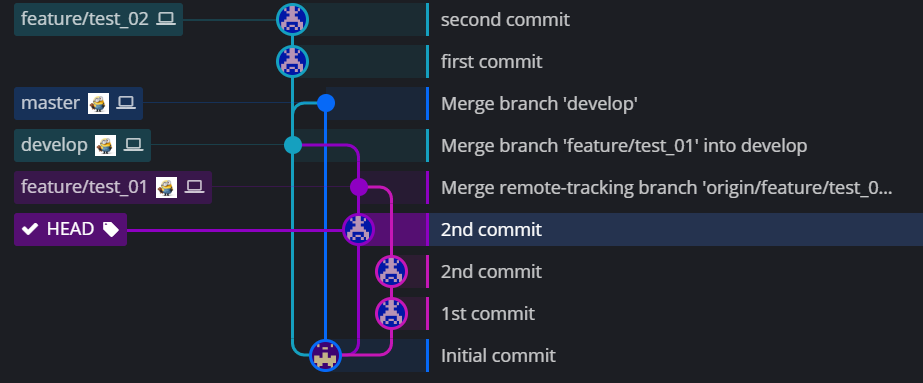 feature/test_02 second commit
first commit
master Merge branch 'develop'
develop Merge branch 'feature/test_01' into develop
feature/test_01 Merge remote-tracking branch 'origin/feature/test_0...
HEAD 2nd commit
2nd commit
1st commit
Initial commit